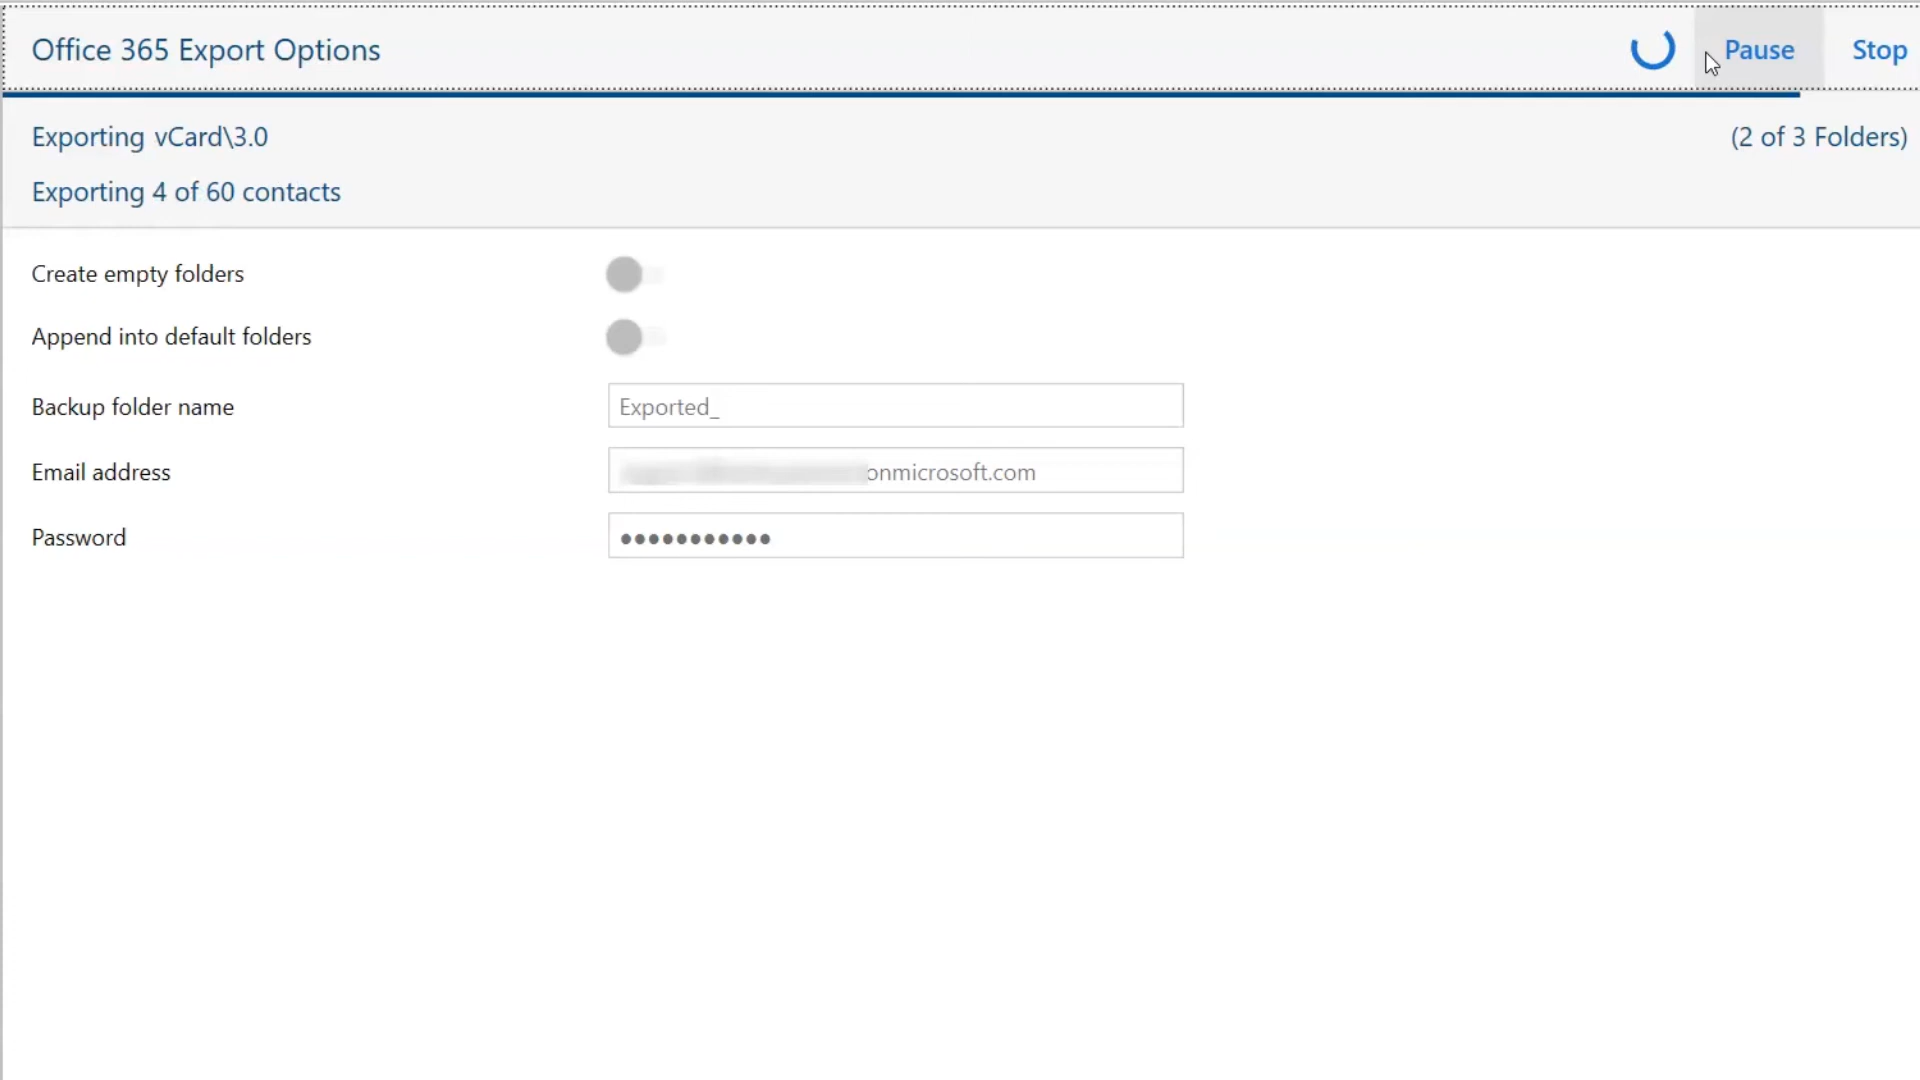 Office 365 Export Options
Pause
Stop
Exporting vCard\3.0
(2 of 3 Folders)
Exporting 4 of 60 contacts
Create empty folders
Append into default folders
Backup folder name
Exported_
Email address
onmicrosoft.com
Password
●●●●●●●●●●●